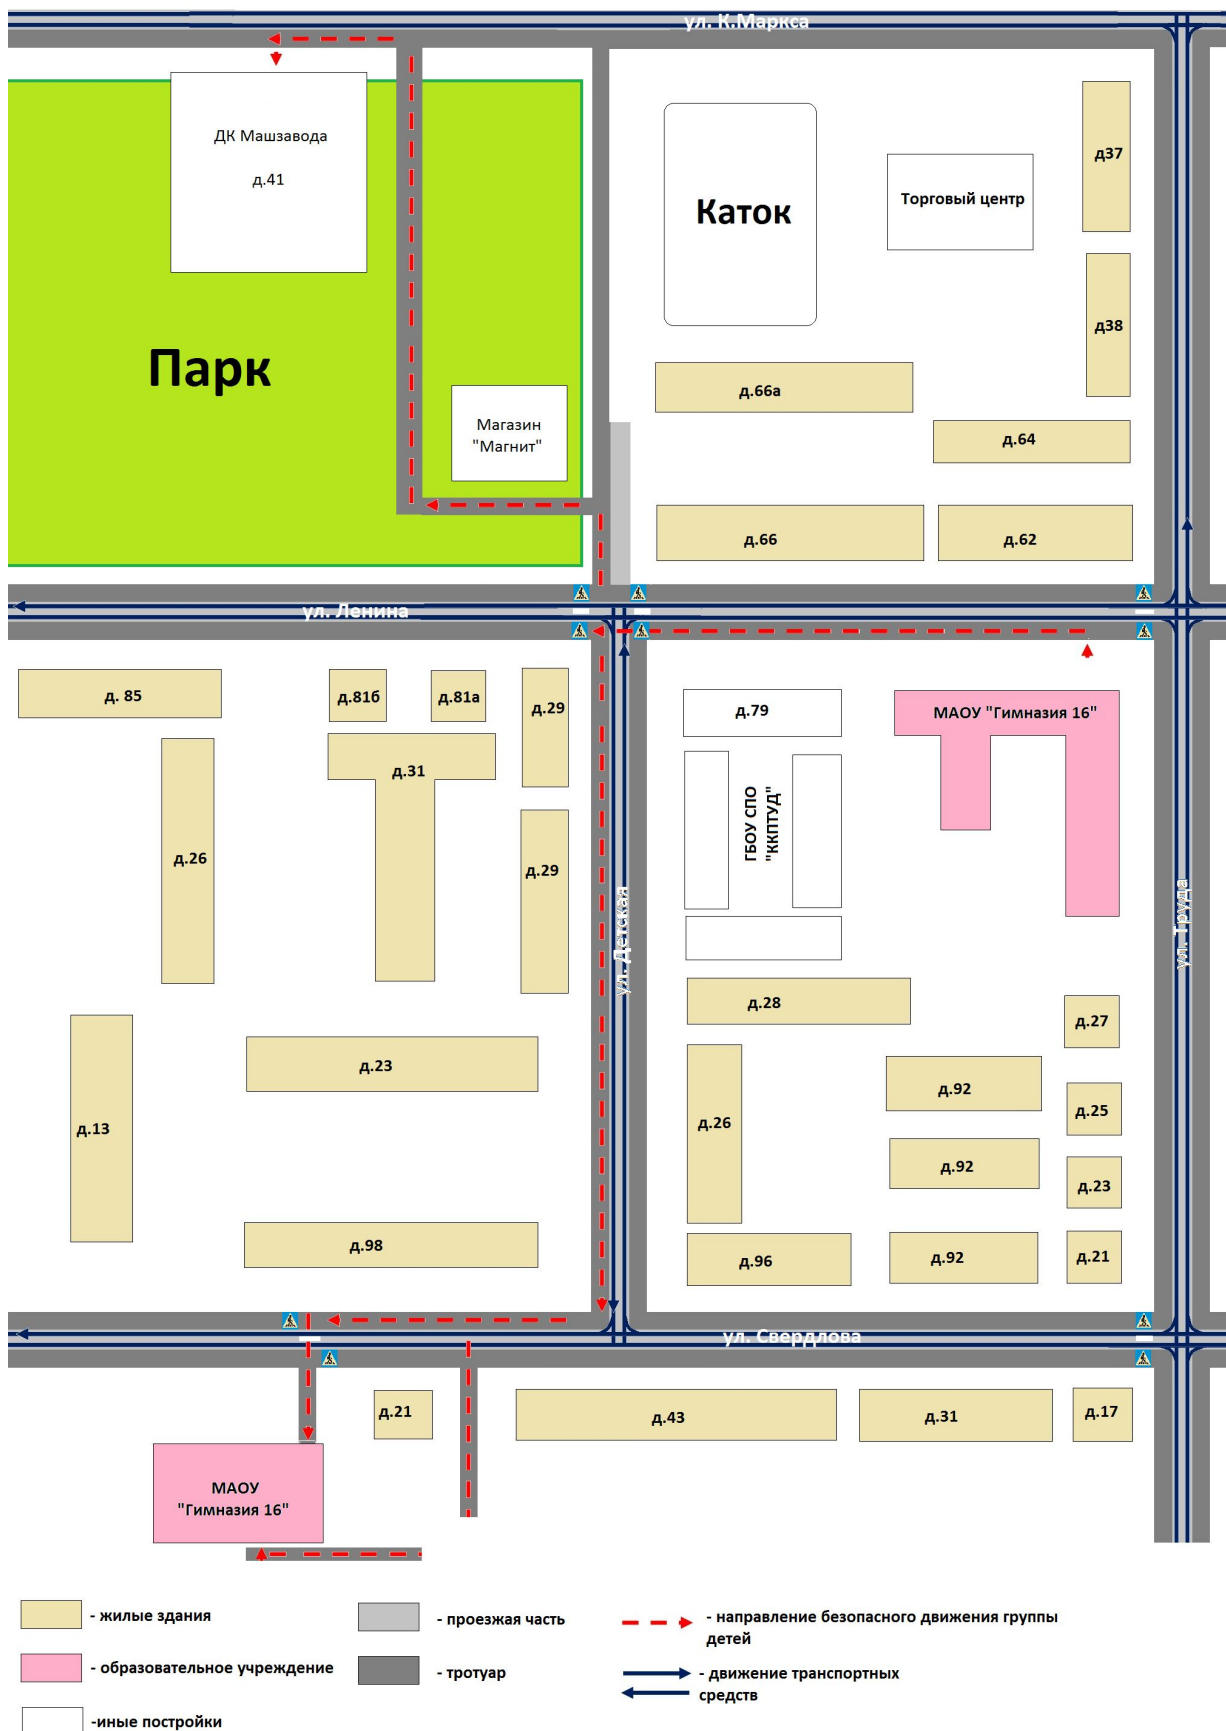 ул. К.Маркса
ДК Машзавода
д.41
Каток
Торговый центр
д37
д38
Парк
Магазин
"Магнит"
д.66а
д.64
д.66
д.62
ул. Ленина
д. 85
д.81б
д.81а
д.29
д.79
МАОУ "Гимназия 16"
д.31
д.26
д.29
ГБОУ СПО
"ККПТУД"
ул. Детская
ул. Труда
д.28
д.27
д.23
д.92
д.25
д.13
д.26
д.92
д.23
д.98
д.96
д.92
д.21
ул. Свердлова
д.21
д.43
д.31
д.17
МАОУ
"Гимназия 16"
- жилые здания
- проезжая часть
- направление безопасного движения группы
детей
- образовательное учреждение
- тротуар
- движение транспортных
средств
-иные постройки